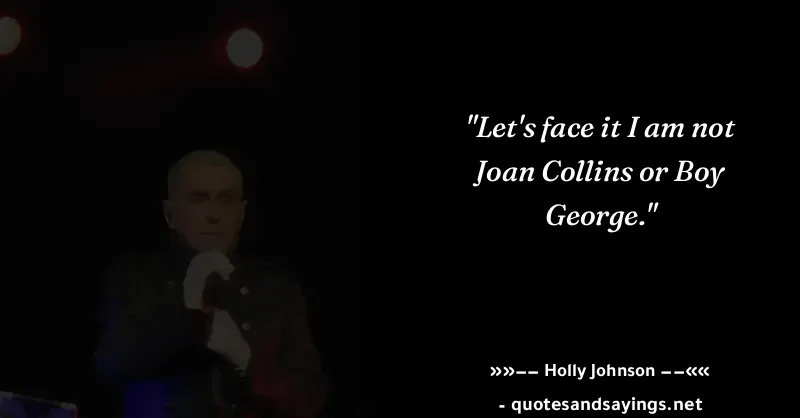 "Let's face it I am not
Joan Collins or Boy
George."
»»–– Holly Johnson ––««
- quotesandsayings.net